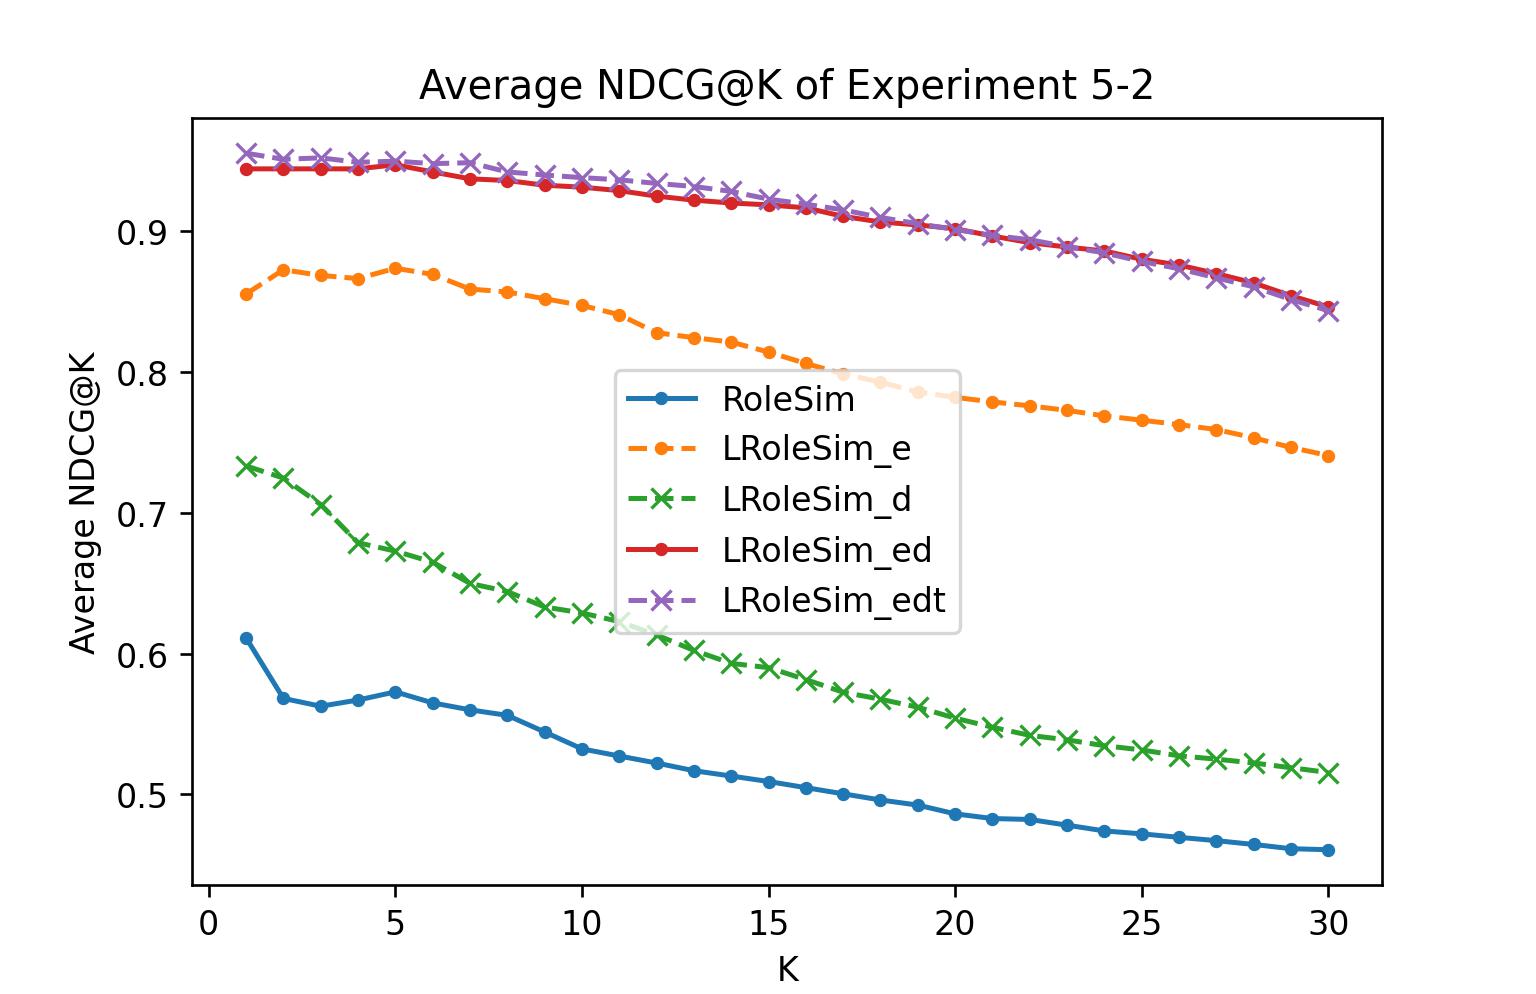 Average NDCG@K of Experiment 5-2
Average NDCG@K
0.9
0.8
0.7
0.6
0.5
RoleSim
LRoleSim_e
LRoleSim_d
LRoleSim_ed
LRoleSim_edt
0 5 10 15 20 25 30
K